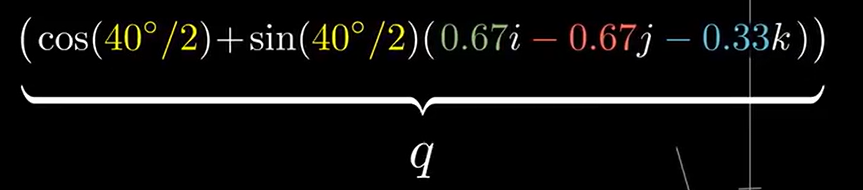 (cos(40°/2)+sin(40°/2)(0.67i − 0.67j − 0.33k))
q